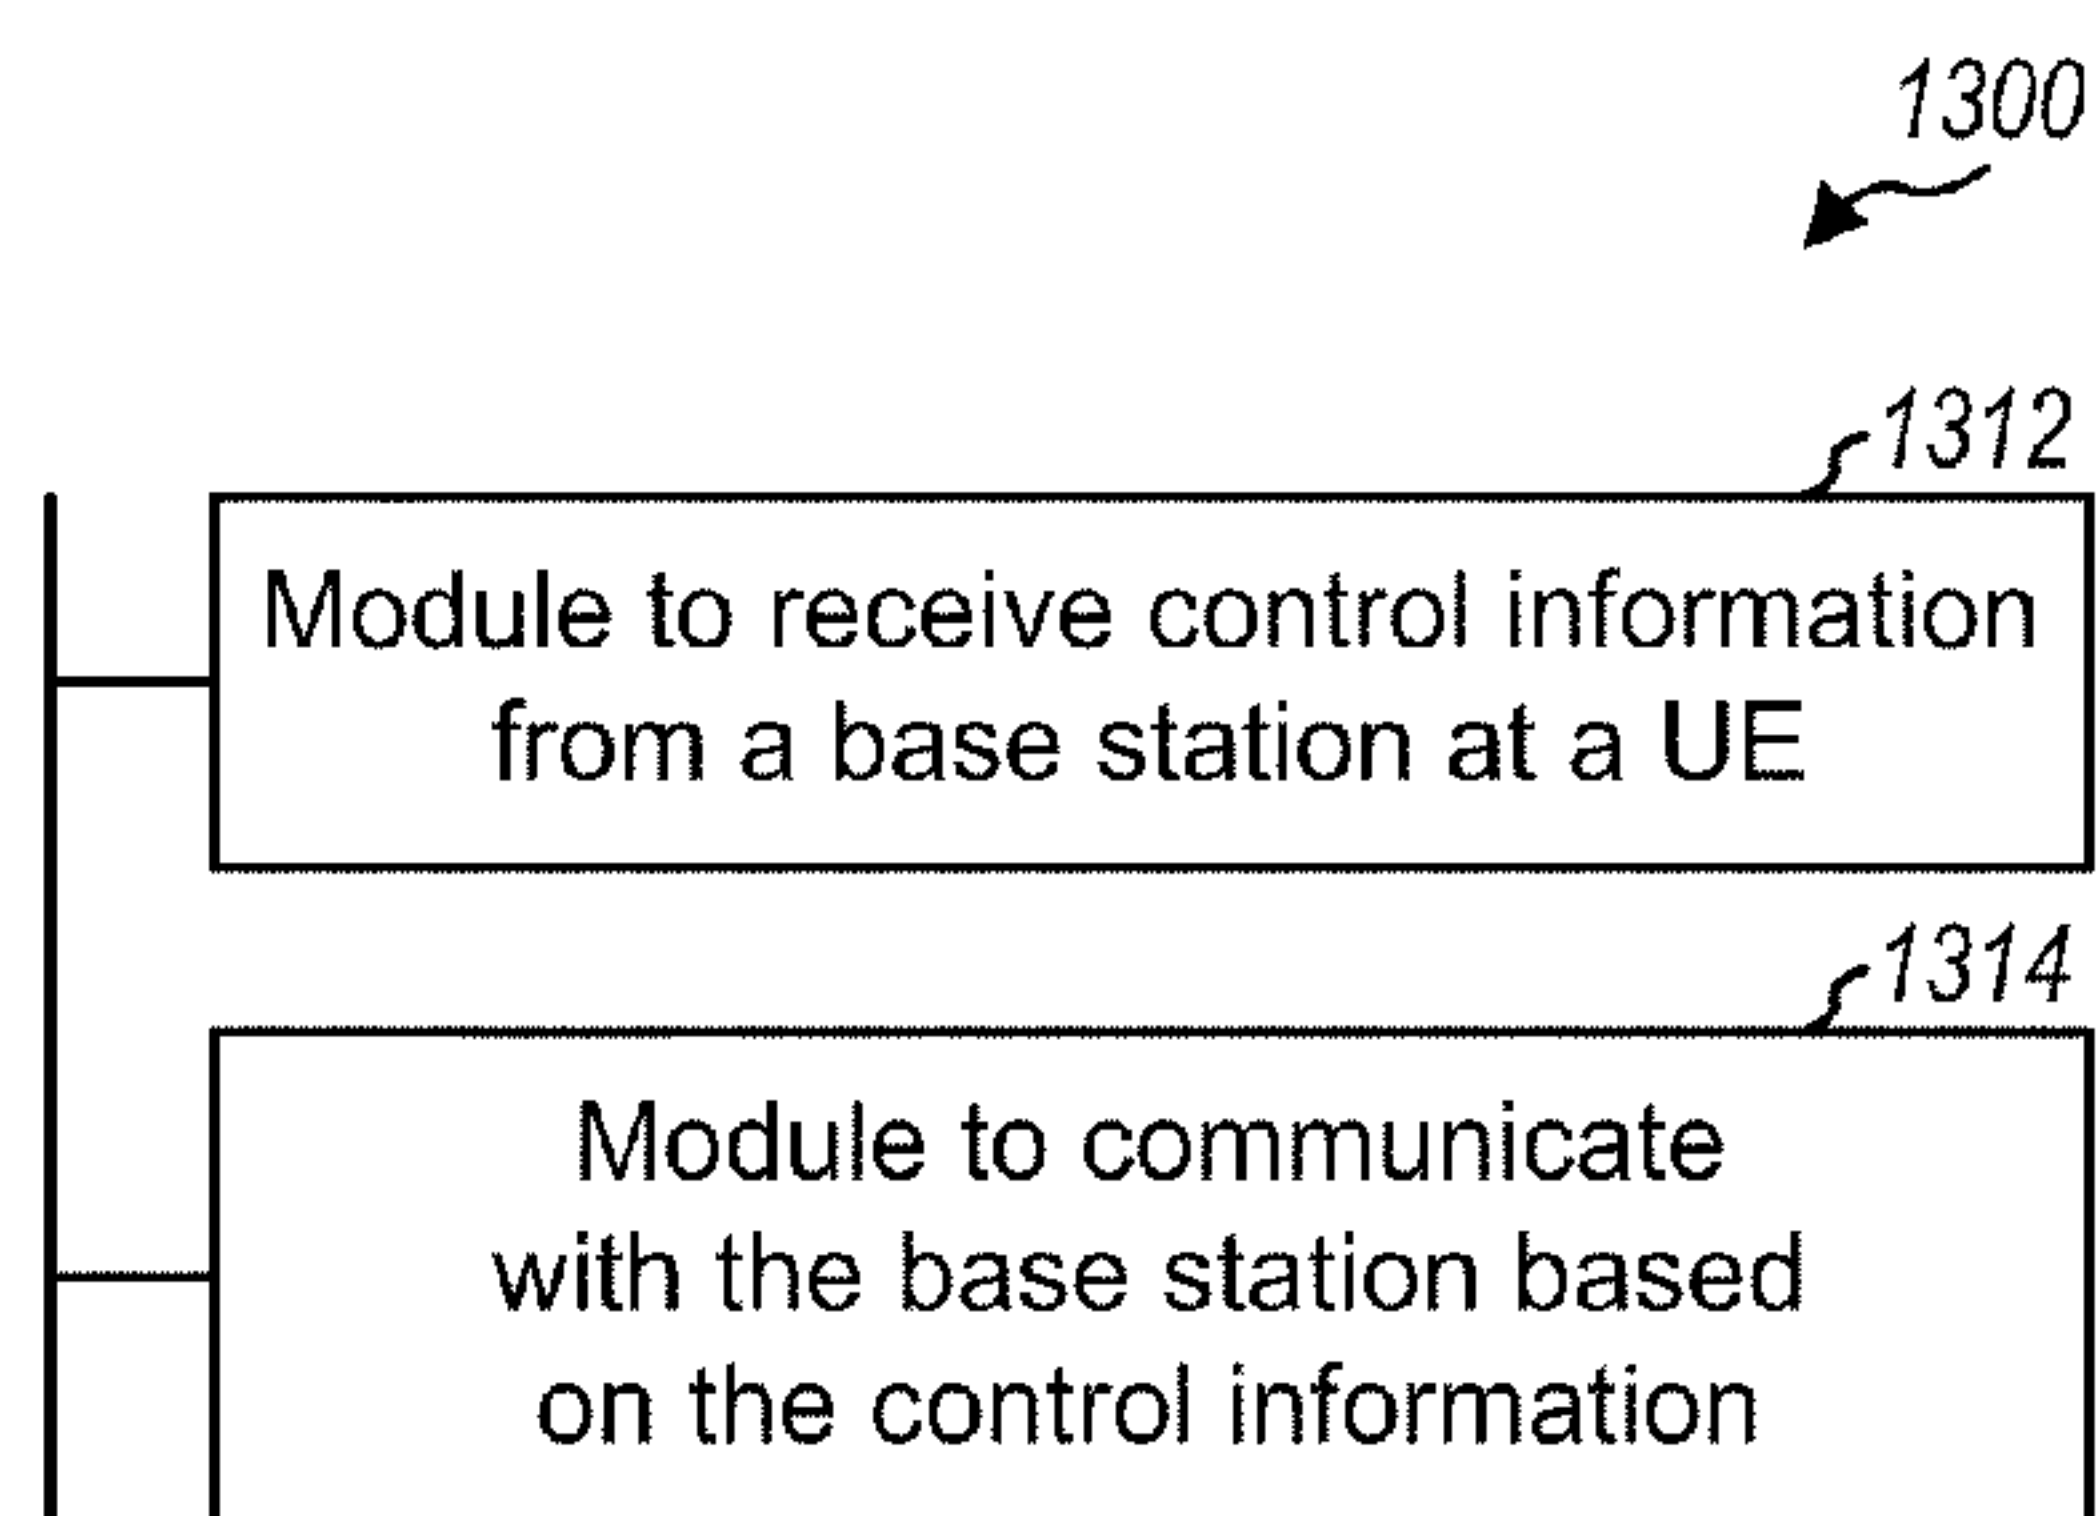 1300
1312
Module to receive control information
from a base station at a UE
1314
Module to communicate
with the base station based
on the control information